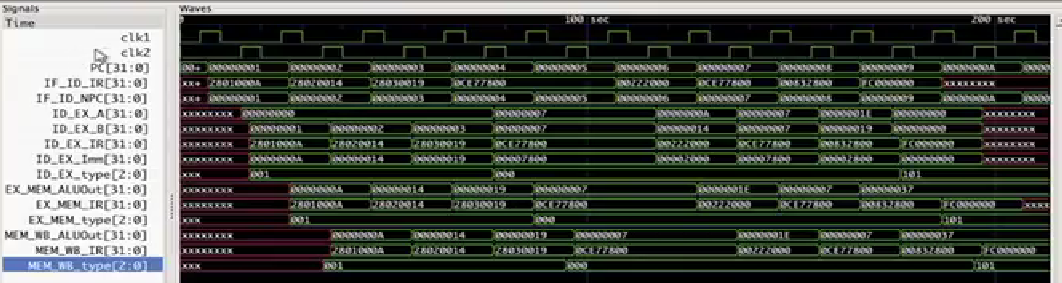 Signals Waves
Time 100 sec 200 sec
clk1
clk2
PC[31:0] 00+ 00000001 00000002 00000003 00000004 00000005 00000006 00000007 00000008 00000009 0000000A 0000
IF_ID_IR[31:0] xx+ 2801000A 28020014 28030019 0CE77800 00222000 0CE77800 00832800 FC000000 xxxxxxxx
IF_ID_NPC[31:0] xx+ 00000001 00000002 00000003 00000004 00000005 00000006 00000007 00000008 00000009 0000000A 0000
ID_EX_A[31:0] xxxxxxxx 00000000 00000007 0000000A 00000007 0000001E 00000000 xxxxxxxx
ID_EX_B[31:0] xxxxxxxx 00000001 00000002 00000003 00000007 00000014 00000007 00000019 00000000 xxxxxxxx
ID_EX_IR[31:0] xxxxxxxx 2801000A 28020014 28030019 0CE77800 00222000 0CE77800 00832800 FC000000
ID_EX_Imm[31:0] xxxxxxxx 0000000A 00000014 00000019 00007800 00002000 00007800 00002800 00000000 xxxxxxxx
ID_EX_type[2:0] xxx 001 000 101
EX_MEM_ALUOut[31:0] xxxxxxxx 0000000A 00000014 00000019 00000007 0000001E 00000007 00000037
EX_MEM_IR[31:0] xxxxxxxx 2801000A 28020014 28030019 0CE77800 00222000 0CE77800 00832800 FC000000 xxxx
EX_MEM_type[2:0] xxx 001 000 101
MEM_WB_ALUOut[31:0] xxxxxxxx 0000000A 00000014 00000019 00000007 0000001E 00000007 00000037
MEM_WB_IR[31:0] xxxxxxxx 2801000A 28020014 28030019 0CE77800 00222000 0CE77800 00832800 FC000000
MEM_WB_type[2:0] xxx 001 000 101